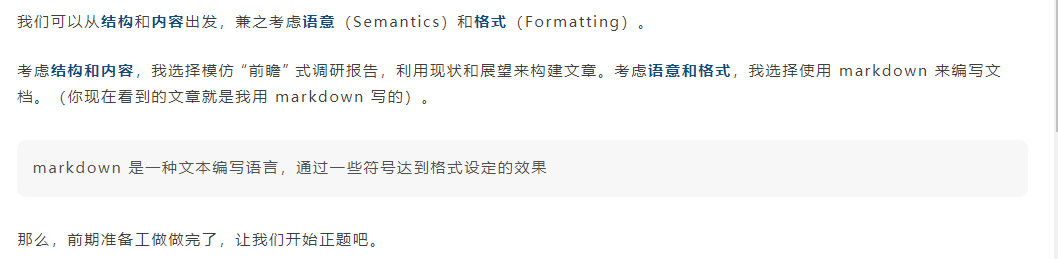 我们可以从结构和内容出发，兼之考虑语意（Semantics）和格式（Formatting）。
考虑结构和内容，我选择模仿“前瞻”式调研报告，利用现状和展望来构建文章。考虑语意和格式，我选择使用 markdown 来编写文
档。（你现在看到的文章就是我用 markdown 写的）。
markdown 是一种文本编写语言，通过一些符号达到格式设定的效果
那么，前期准备工做做完了，让我们开始正题吧。